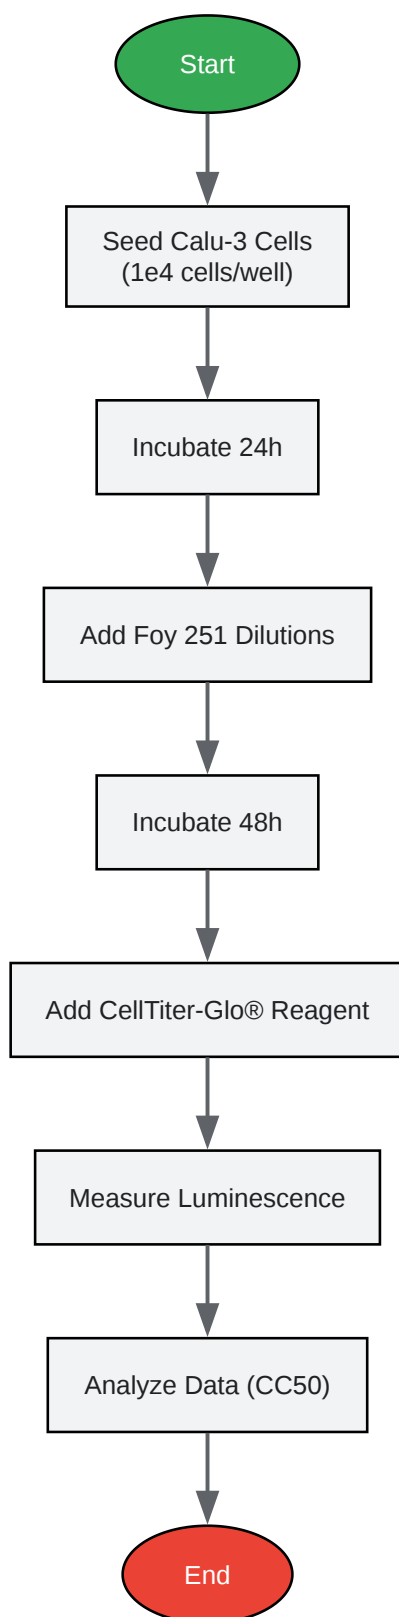 Start
Seed Calu-3 Cells
(1e4 cells/well)
Incubate 24h
Add Foy 251 Dilutions
Incubate 48h
Add CellTiter-Glo® Reagent
Measure Luminescence
Analyze Data (CC50)
End